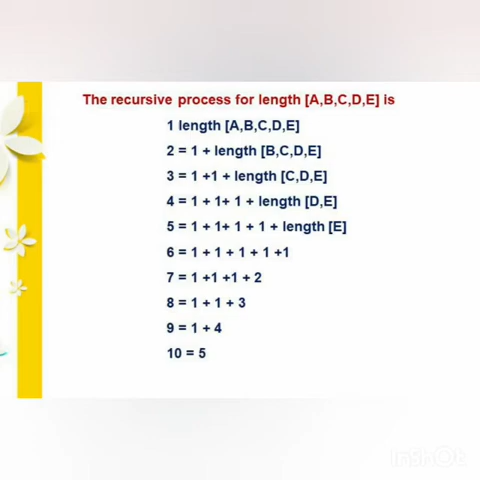 The recursive process for length [A,B,C,D,E] is
1 length [A,B,C,D,E]
2 = 1 + length [B,C,D,E]
3 = 1 +1 + length [C,D,E]
4 = 1 + 1+ 1 + length [D,E]
5 = 1 + 1+ 1 + 1 + length [E]
6 = 1 + 1 + 1 + 1 +1
7 = 1 +1 +1 + 2
8 = 1 + 1 + 3
9 = 1 + 4
10 = 5